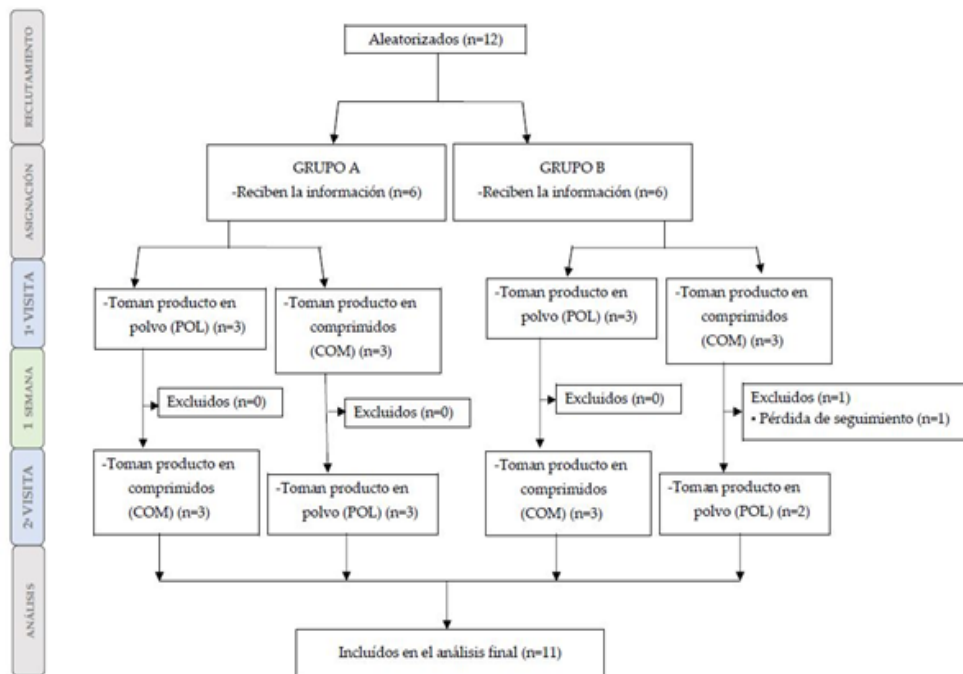 RECLUTAMIENTO
Aleatorizados (n=12)
ASIGNACIÓN
GRUPO A
-Reciben la información (n=6)
GRUPO B
-Reciben la información (n=6)
1ª VISITA
-Toman producto en
polvo (POL) (n=3)
-Toman producto en
comprimidos
(COM) (n=3)
-Toman producto en
polvo (POL) (n=3)
-Toman producto en
comprimidos
(COM) (n=3)
1 SEMANA
Excluidos (n=0)
Excluidos (n=0)
Excluidos (n=0)
Excluidos (n=1)
• Pérdida de seguimiento (n=1)
2ª VISITA
-Toman producto en
comprimidos
(COM) (n=3)
-Toman producto en
polvo (POL) (n=3)
-Toman producto en
comprimidos
(COM) (n=3)
-Toman producto en
polvo (POL) (n=2)
ANÁLISIS
Incluídos en el análisis final (n=11)